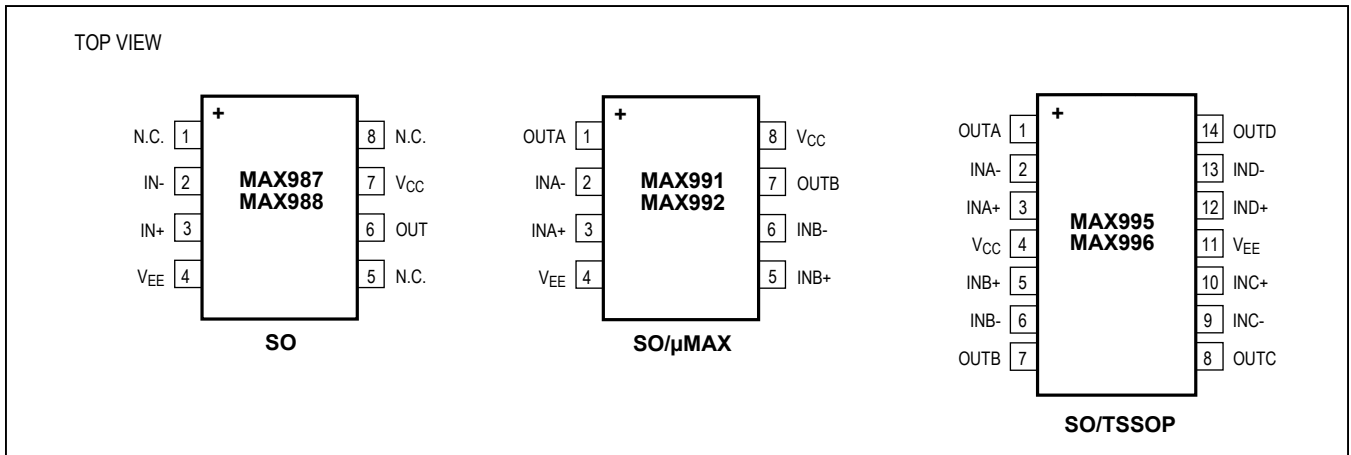 TOP VIEW
+
N.C. 1
IN- 2
IN+ 3
VEE 4
MAX987
MAX988
8 N.C.
7 VCC
6 OUT
5 N.C.
SO
+
OUTA 1
INA- 2
INA+ 3
VEE 4
MAX991
MAX992
8 VCC
7 OUTB
6 INB-
5 INB+
SO/µMAX
+
OUTA 1
INA- 2
INA+ 3
VCC 4
INB+ 5
INB- 6
OUTB 7
MAX995
MAX996
14 OUTD
13 IND-
12 IND+
11 VEE
10 INC+
9 INC-
8 OUTC
SO/TSSOP